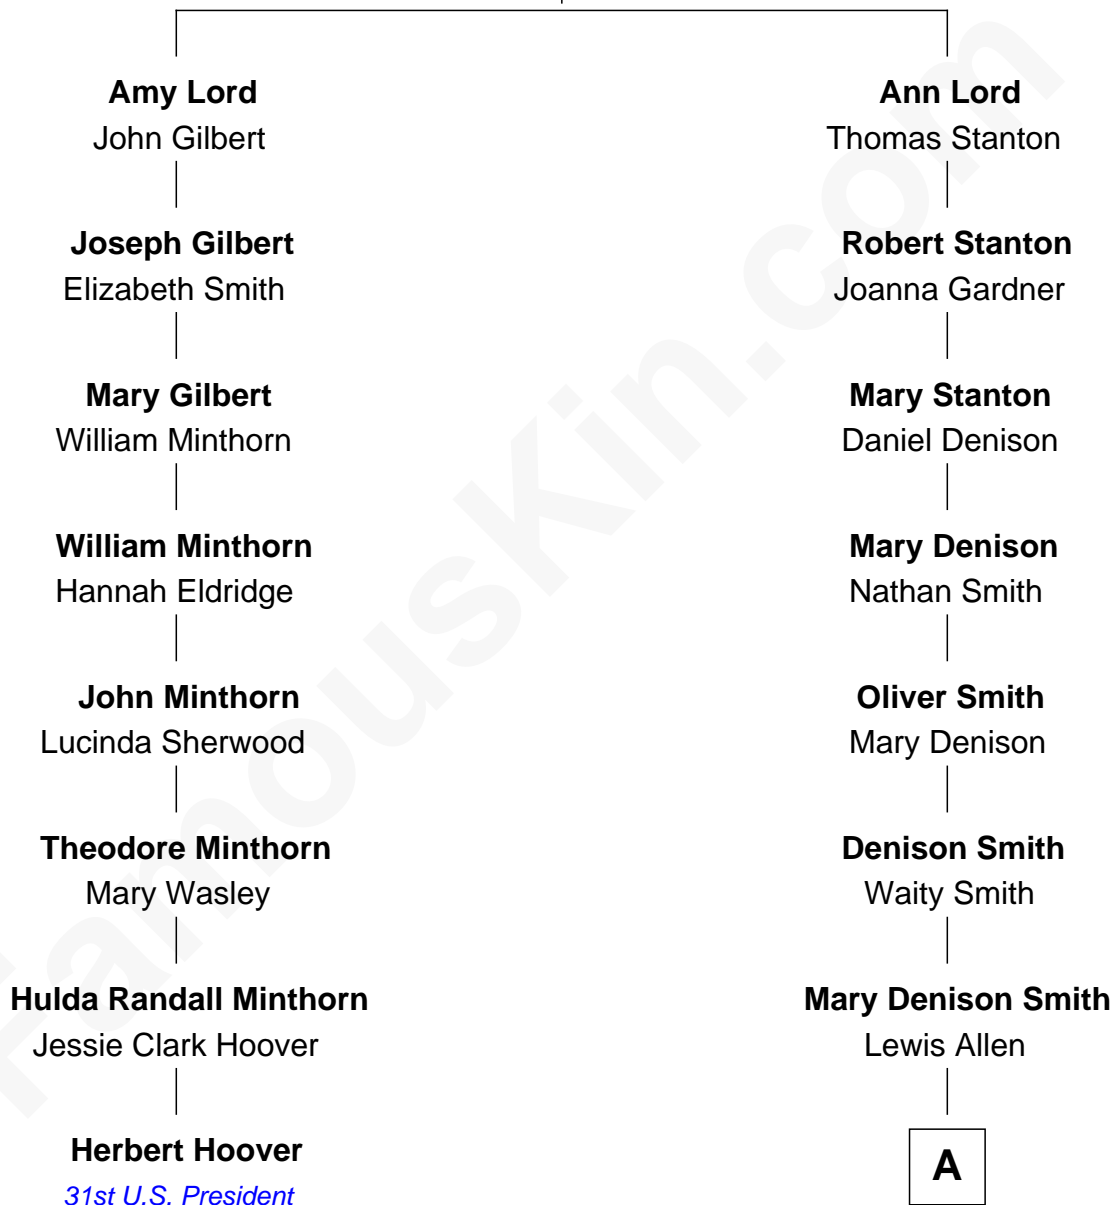 Amy Lord
John Gilbert
Joseph Gilbert
Elizabeth Smith
Mary Gilbert
William Minthorn
William Minthorn
Hannah Eldridge
John Minthorn
Lucinda Sherwood
Theodore Minthorn
Mary Wasley
Hulda Randall Minthorn
Jessie Clark Hoover
Herbert Hoover
31st U.S. President
Ann Lord
Thomas Stanton
Robert Stanton
Joanna Gardner
Mary Stanton
Daniel Denison
Mary Denison
Nathan Smith
Oliver Smith
Mary Denison
Denison Smith
Waity Smith
Mary Denison Smith
Lewis Allen
A
FamousKin.com